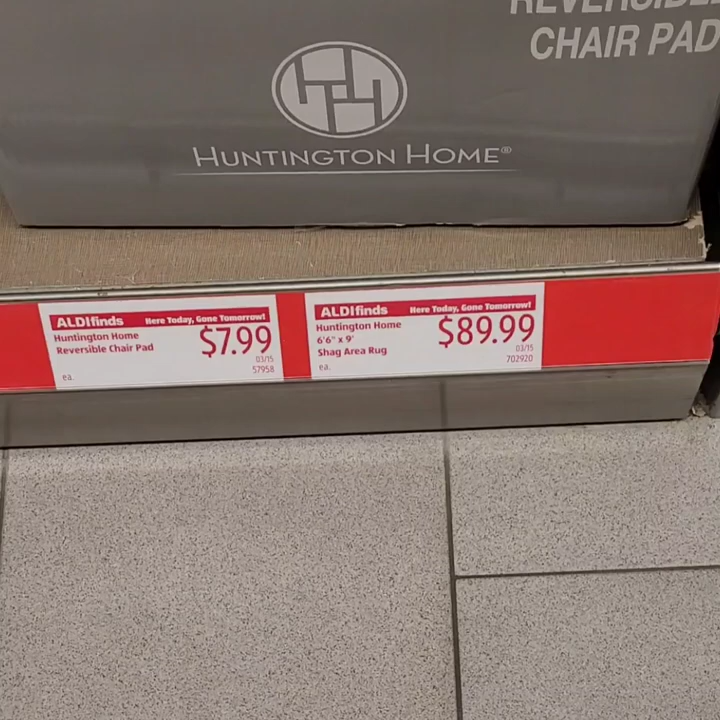 REVERSIBLE
CHAIR PAD
HUNTINGTON HOME®
ALDIfinds Here Today, Gone Tomorrow!
Huntington Home
Reversible Chair Pad
$7.99
03/15
ea. 57958
ALDIfinds Here Today, Gone Tomorrow!
Huntington Home
6'6" x 9'
Shag Area Rug
$89.99
03/15
ea. 702920